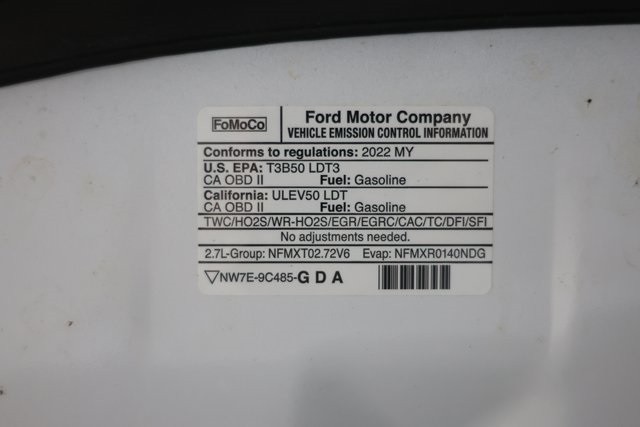 FoMoCo
Ford Motor Company
VEHICLE EMISSION CONTROL INFORMATION
Conforms to regulations: 2022 MY
U.S. EPA: T3B50 LDT3
CA OBD II Fuel: Gasoline
California: ULEV50 LDT
CA OBD II Fuel: Gasoline
TWC/HO2S/WR-HO2S/EGR/EGRC/CAC/TC/DFI/SFI
No adjustments needed.
2.7L-Group: NFMXT02.72V6 Evap: NFMXR0140NDG
▽NW7E-9C485-GDA